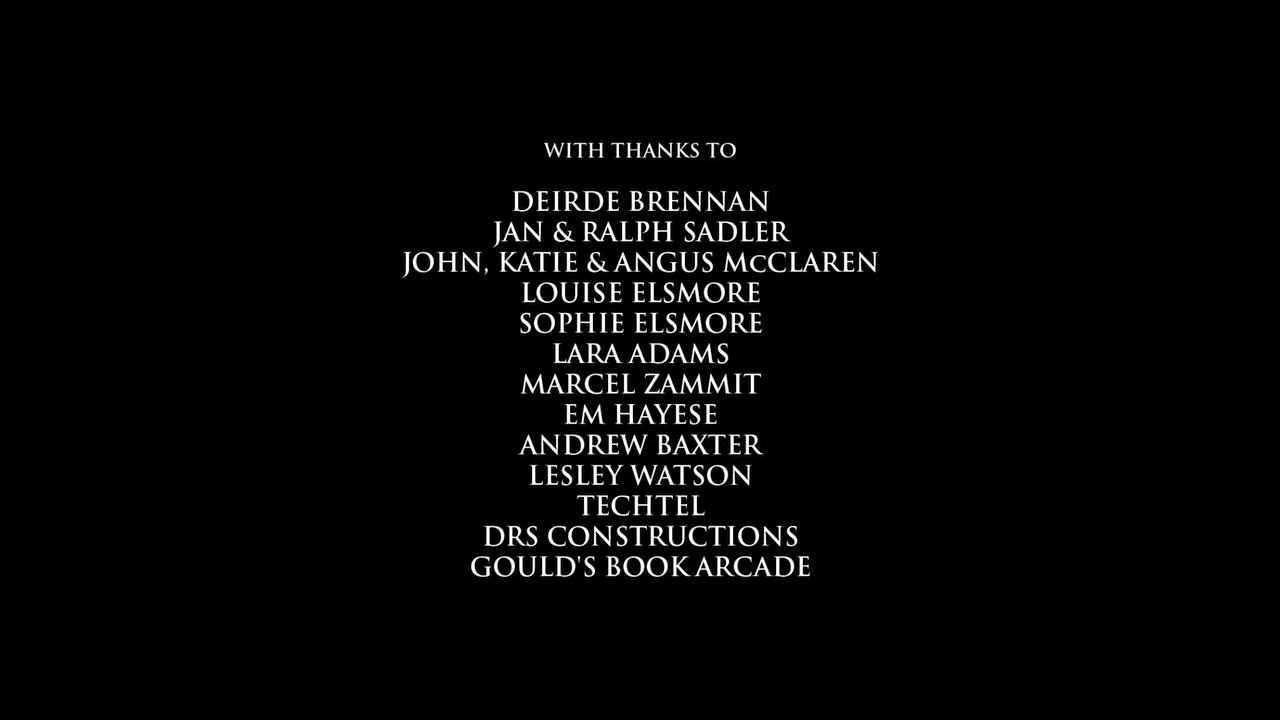 WITH THANKS TO
DEIRDE BRENNAN
JAN & RALPH SADLER
JOHN, KATIE & ANGUS McCLAREN
LOUISE ELSMORE
SOPHIE ELSMORE
LARA ADAMS
MARCEL ZAMMIT
EM HAYESE
ANDREW BAXTER
LESLEY WATSON
TECHTEL
DRS CONSTRUCTIONS
GOULD'S BOOK ARCADE